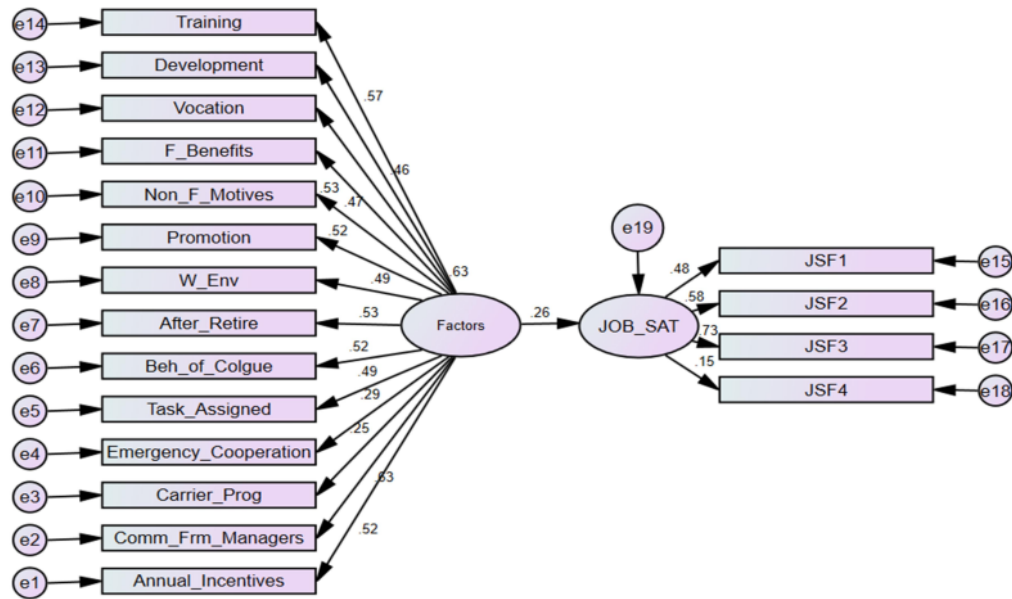 e14 Training
e13 Development
e12 Vocation
e11 F_Benefits
e10 Non_F_Motives
e9 Promotion
e8 W_Env
e7 After_Retire
e6 Beh_of_Colgue
e5 Task_Assigned
e4 Emergency_Cooperation
e3 Carrier_Prog
e2 Comm_Frm_Managers
e1 Annual_Incentives
.57
.46
.53
.47
.52
.63
.49
.53
.52
.49
.29
.25
.63
.52
Factors
.26
e19
JOB_SAT
.48
.58
.73
.15
JSF1 e15
JSF2 e16
JSF3 e17
JSF4 e18